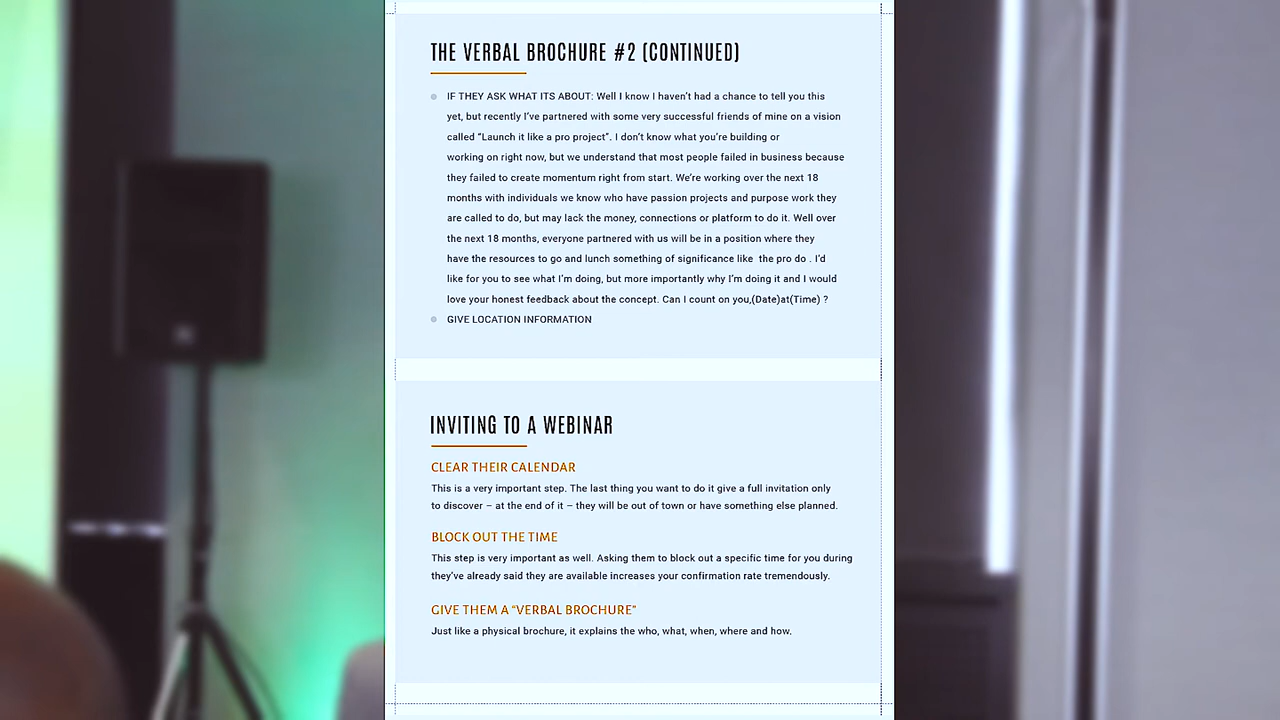 THE VERBAL BROCHURE #2 (CONTINUED)
IF THEY ASK WHAT ITS ABOUT: Well I know I haven't had a chance to tell you this
yet, but recently I've partnered with some very successful friends of mine on a vision
called "Launch it like a pro project". I don't know what you're building or
working on right now, but we understand that most people failed in business because
they failed to create momentum right from start. We're working over the next 18
months with individuals we know who have passion projects and purpose work they
are called to do, but may lack the money, connections or platform to do it. Well over
the next 18 months, everyone partnered with us will be in a position where they
have the resources to go and lunch something of significance like the pro do . I'd
like for you to see what I'm doing, but more importantly why I'm doing it and I would
love your honest feedback about the concept. Can I count on you,(Date)at(Time) ?
GIVE LOCATION INFORMATION
INVITING TO A WEBINAR
CLEAR THEIR CALENDAR
This is a very important step. The last thing you want to do it give a full invitation only
to discover – at the end of it – they will be out of town or have something else planned.
BLOCK OUT THE TIME
This step is very important as well. Asking them to block out a specific time for you during
they've already said they are available increases your confirmation rate tremendously.
GIVE THEM A "VERBAL BROCHURE"
Just like a physical brochure, it explains the who, what, when, where and how.